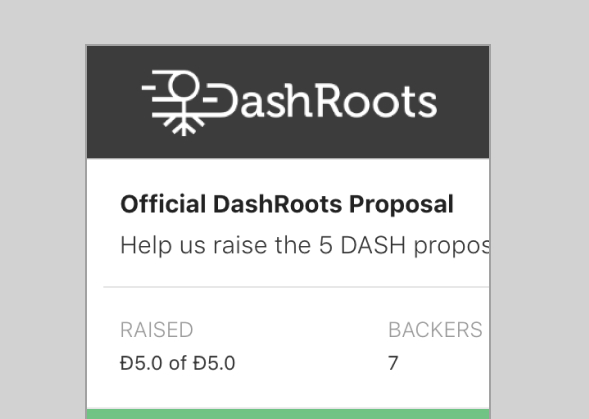 DashRoots
Official DashRoots Proposal
Help us raise the 5 DASH propos
RAISED BACKERS
Đ5.0 of Đ5.0 7